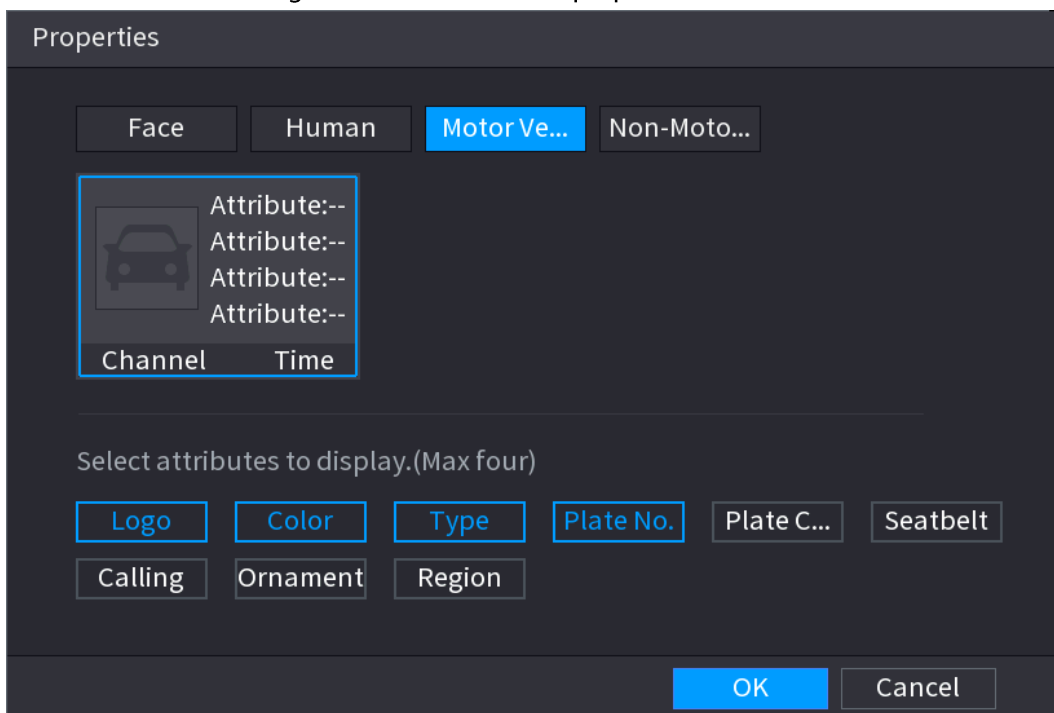 Properties
Face Human Motor Ve... Non-Moto...
Attribute:--
Attribute:--
Attribute:--
Attribute:--
Channel Time
Select attributes to display.(Max four)
Logo Color Type Plate No. Plate C... Seatbelt
Calling Ornament Region
OK Cancel